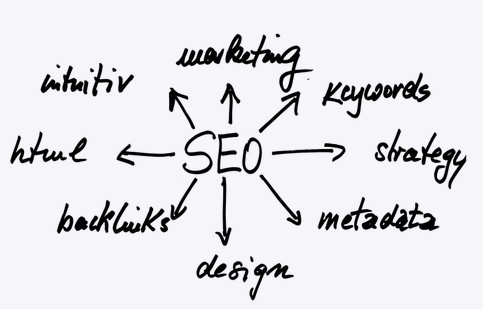 marketing
intuitiv
Keywords
html
SEO
strategy
backlinks
metadata
design